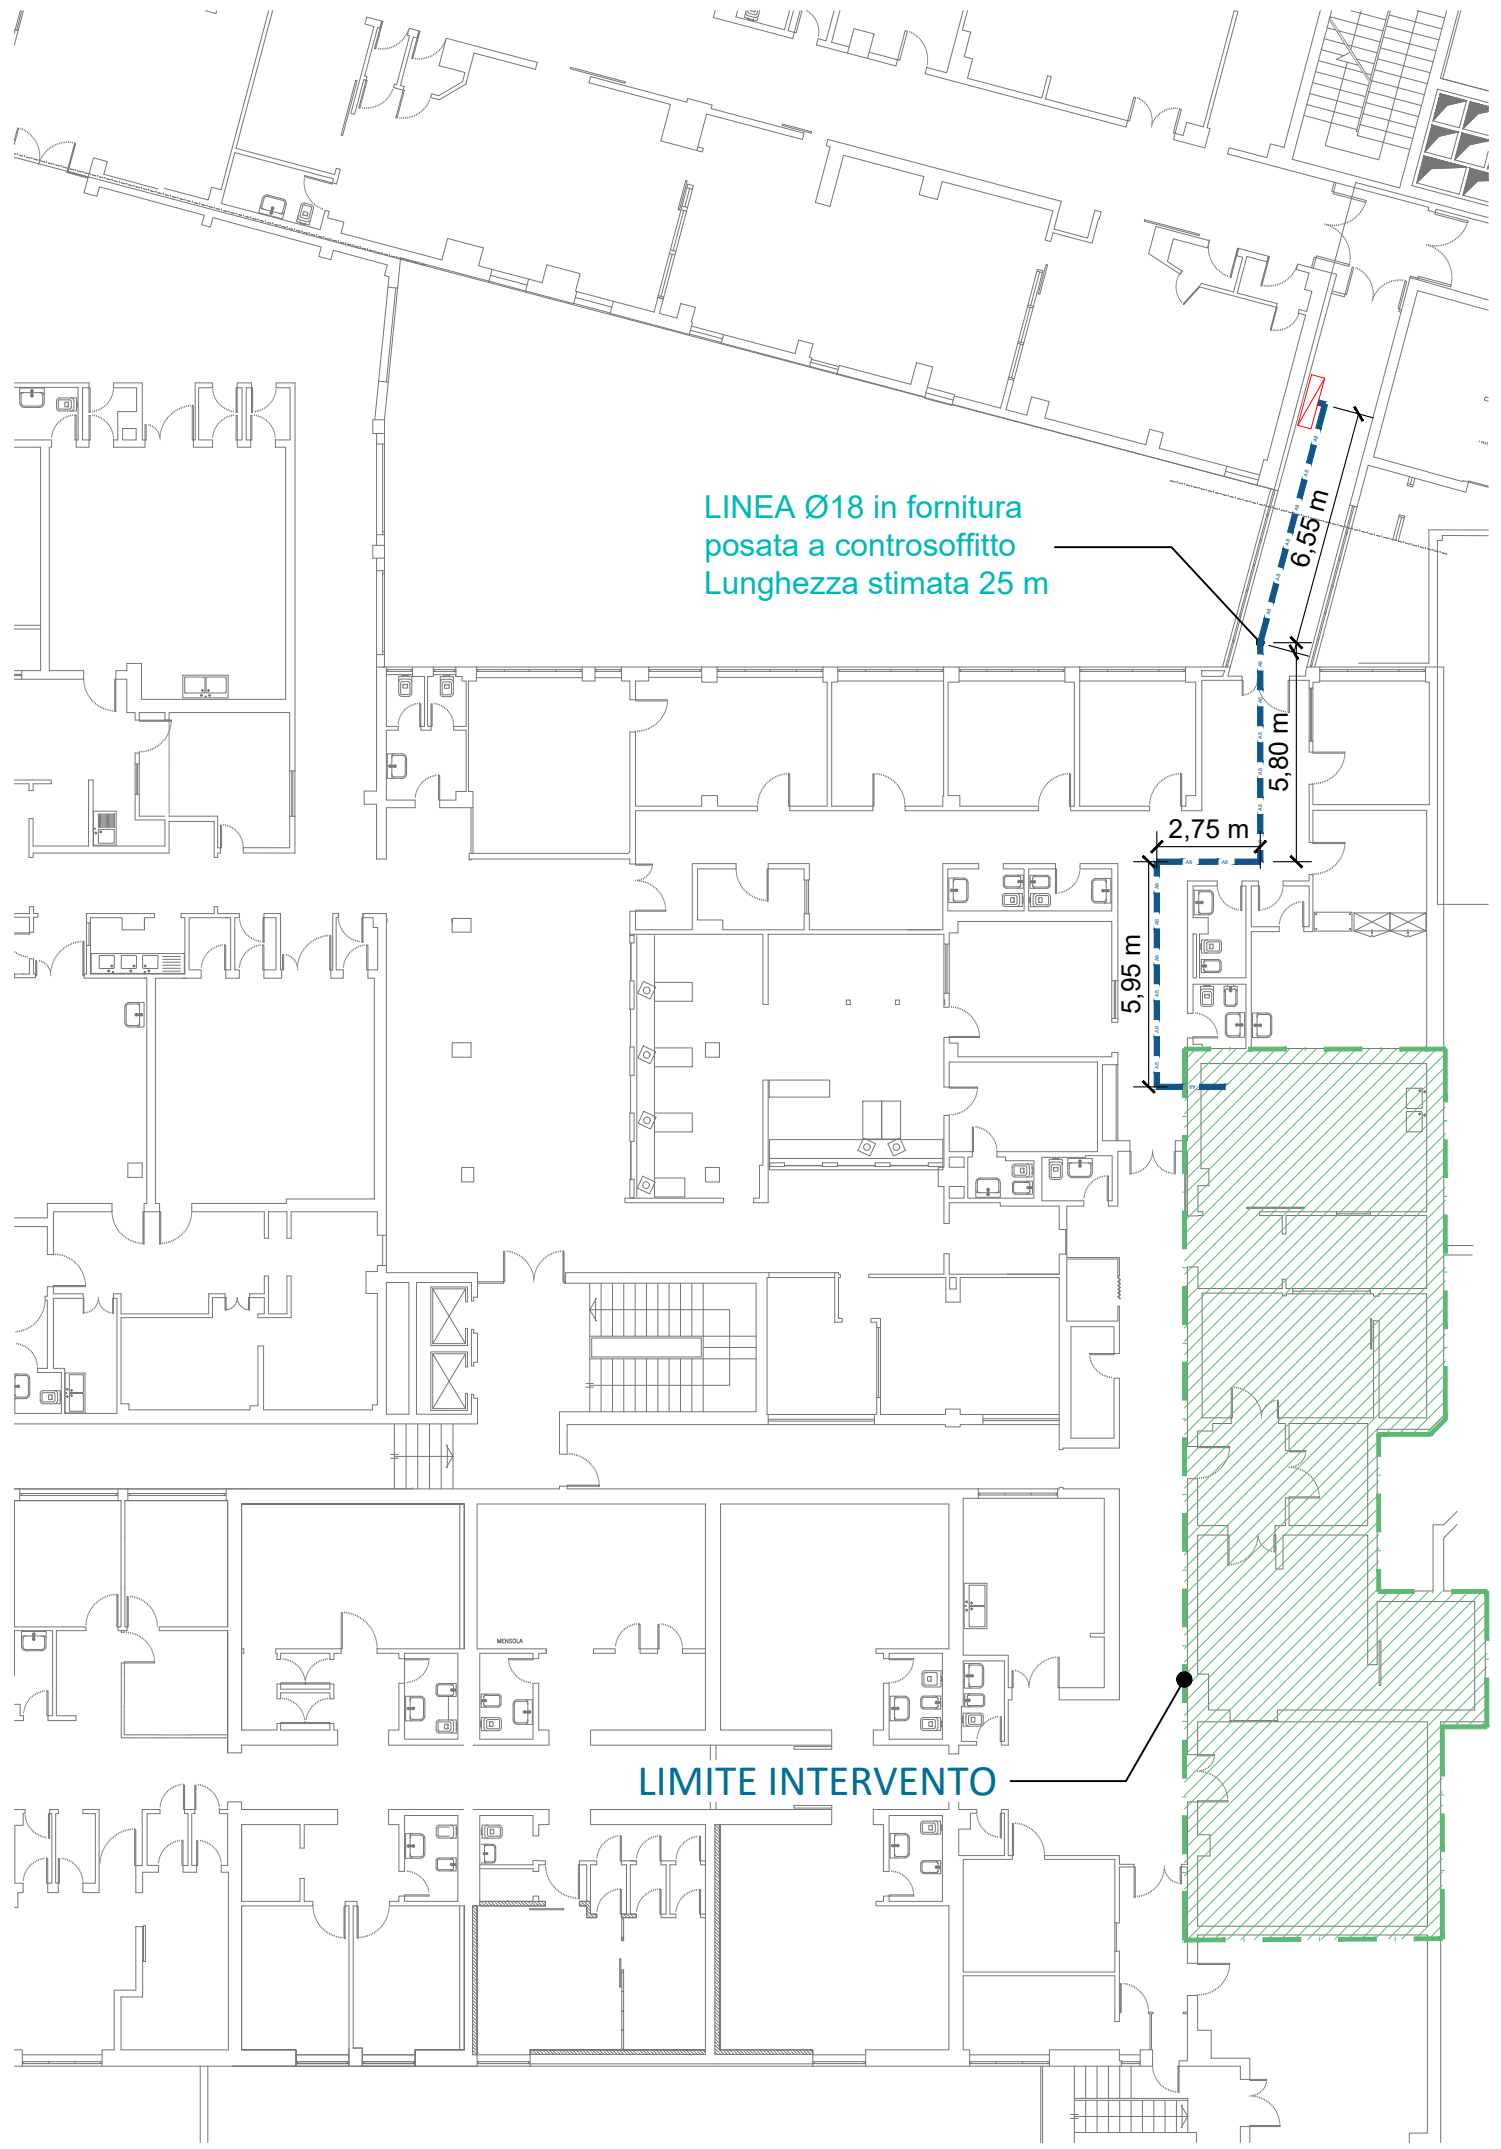 LINEA Ø18 in fornitura
posata a controsoffitto
Lunghezza stimata 25 m
6,55 m
5,80 m
2,75 m
5,95 m
MENSOLA
LIMITE INTERVENTO